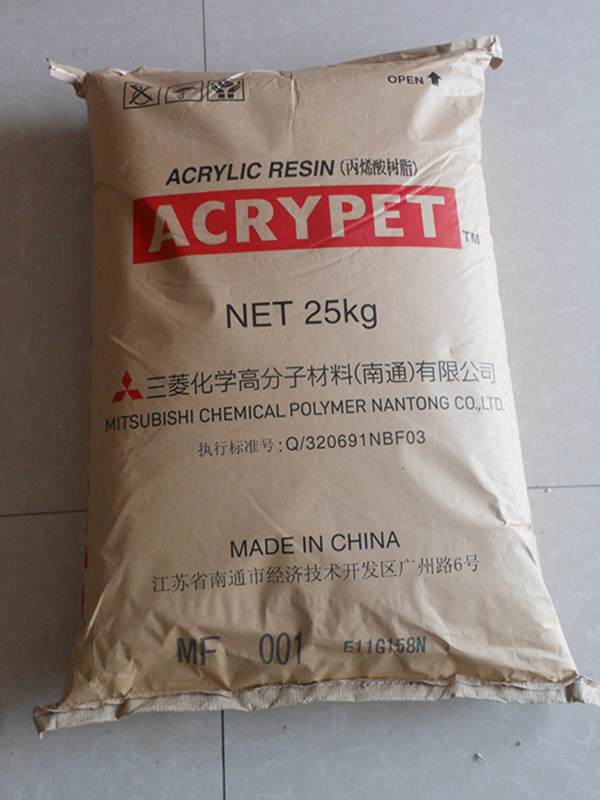 OPEN
ACRYLIC RESIN (丙烯酸树脂)
ACRYPET TM
NET 25kg
三菱化学高分子材料(南通)有限公司
MITSUBISHI CHEMICAL POLYMER NANTONG CO.,LTD.
执行标准号:Q/320691NBF03
MADE IN CHINA
江苏省南通市经济技术开发区广州路6号
MF 001 E11G158N